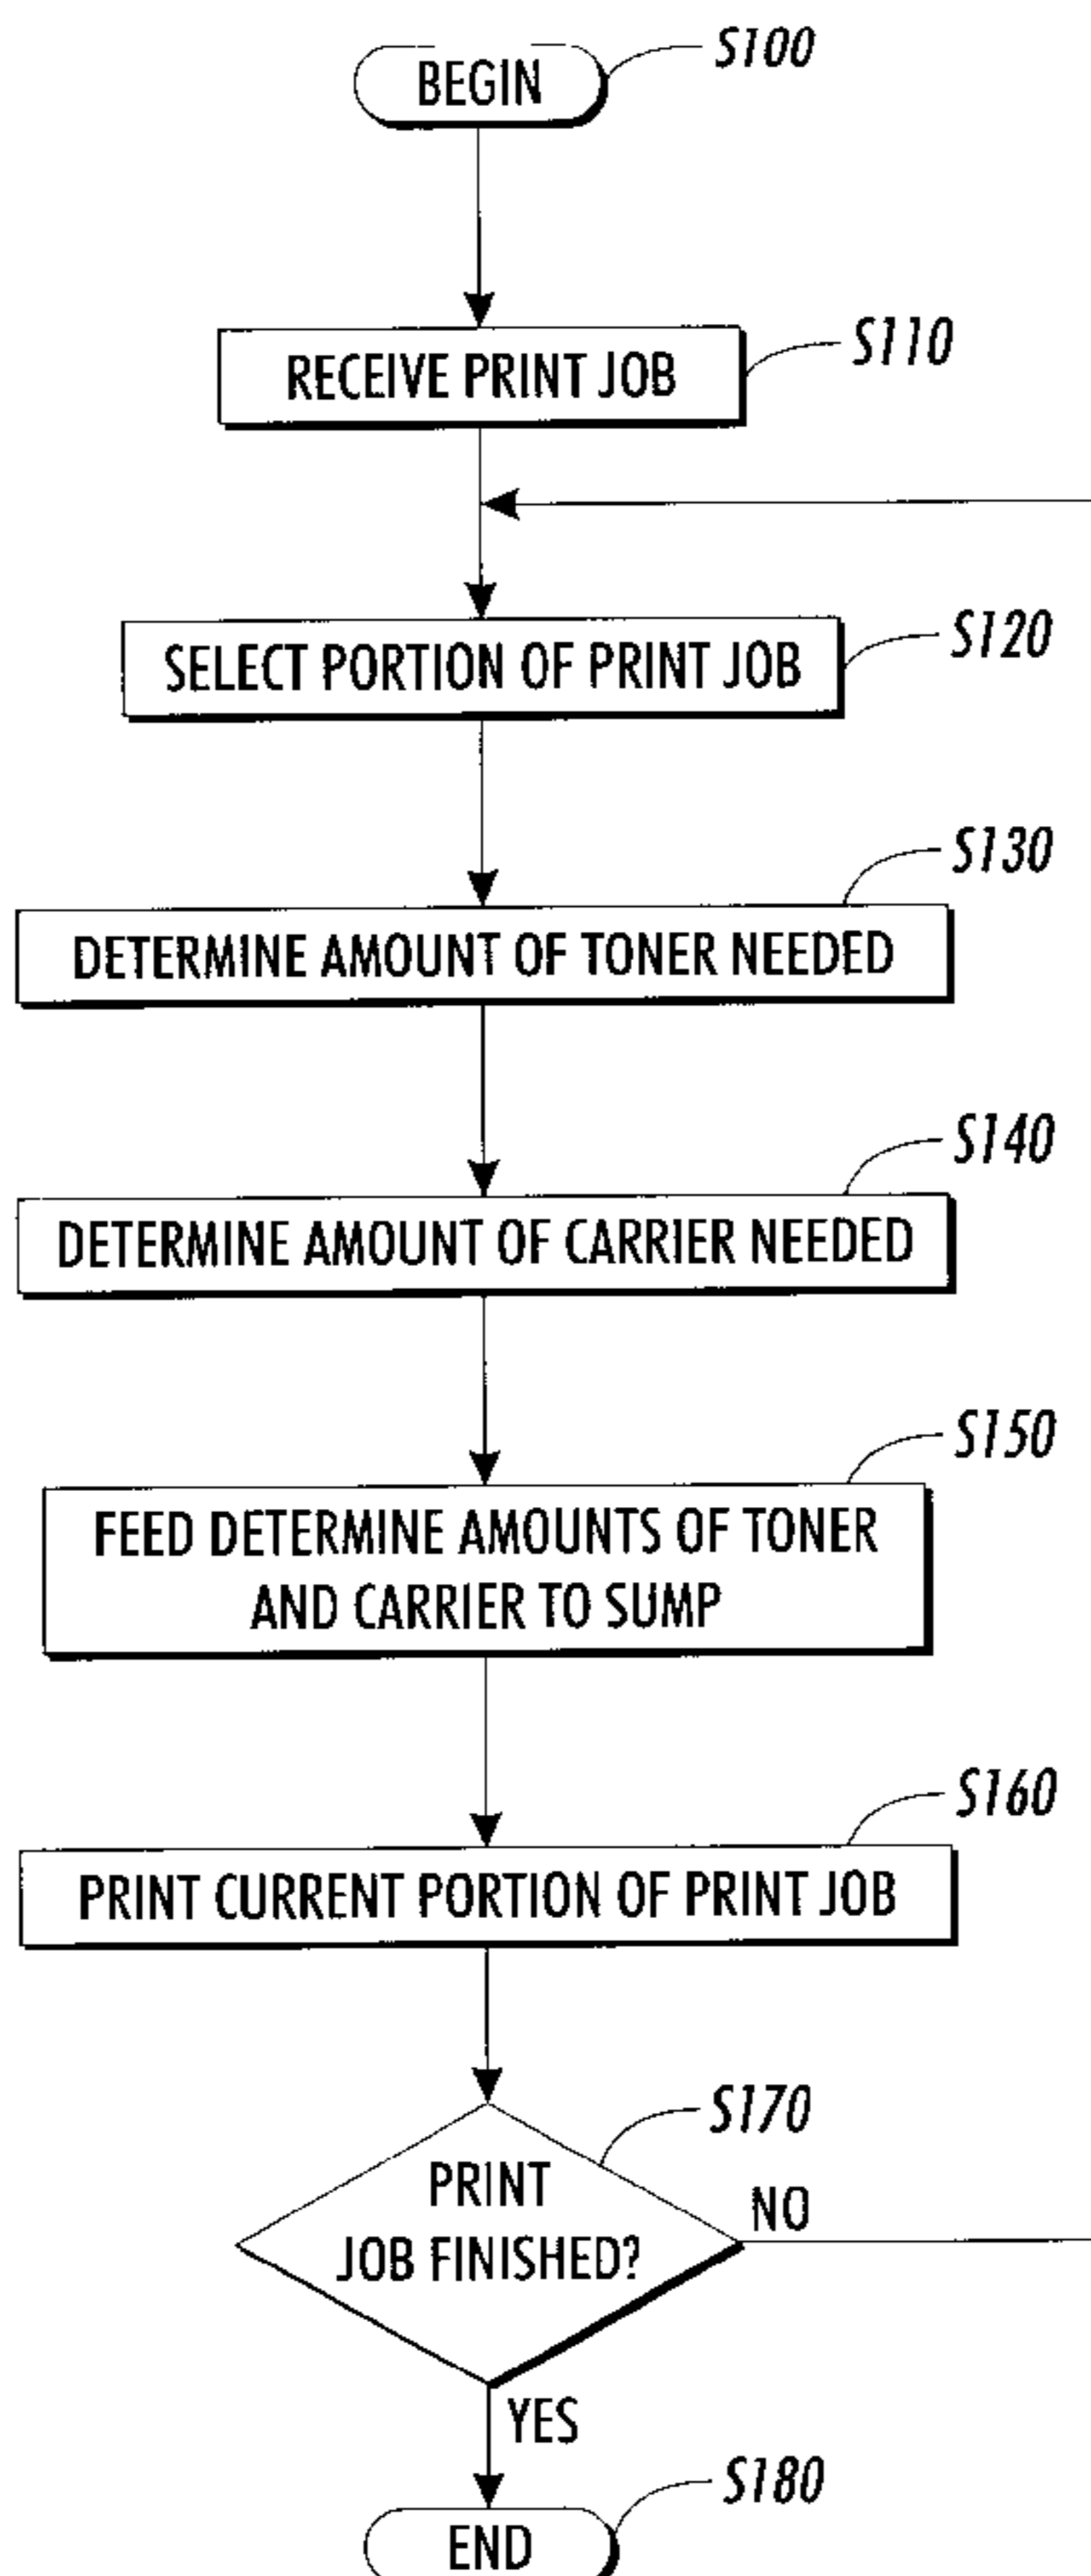 S100
BEGIN
S110
RECEIVE PRINT JOB
S120
SELECT PORTION OF PRINT JOB
S130
DETERMINE AMOUNT OF TONER NEEDED
S140
DETERMINE AMOUNT OF CARRIER NEEDED
S150
FEED DETERMINE AMOUNTS OF TONER
AND CARRIER TO SUMP
S160
PRINT CURRENT PORTION OF PRINT JOB
S170
PRINT
JOB FINISHED?
NO
YES
S180
END